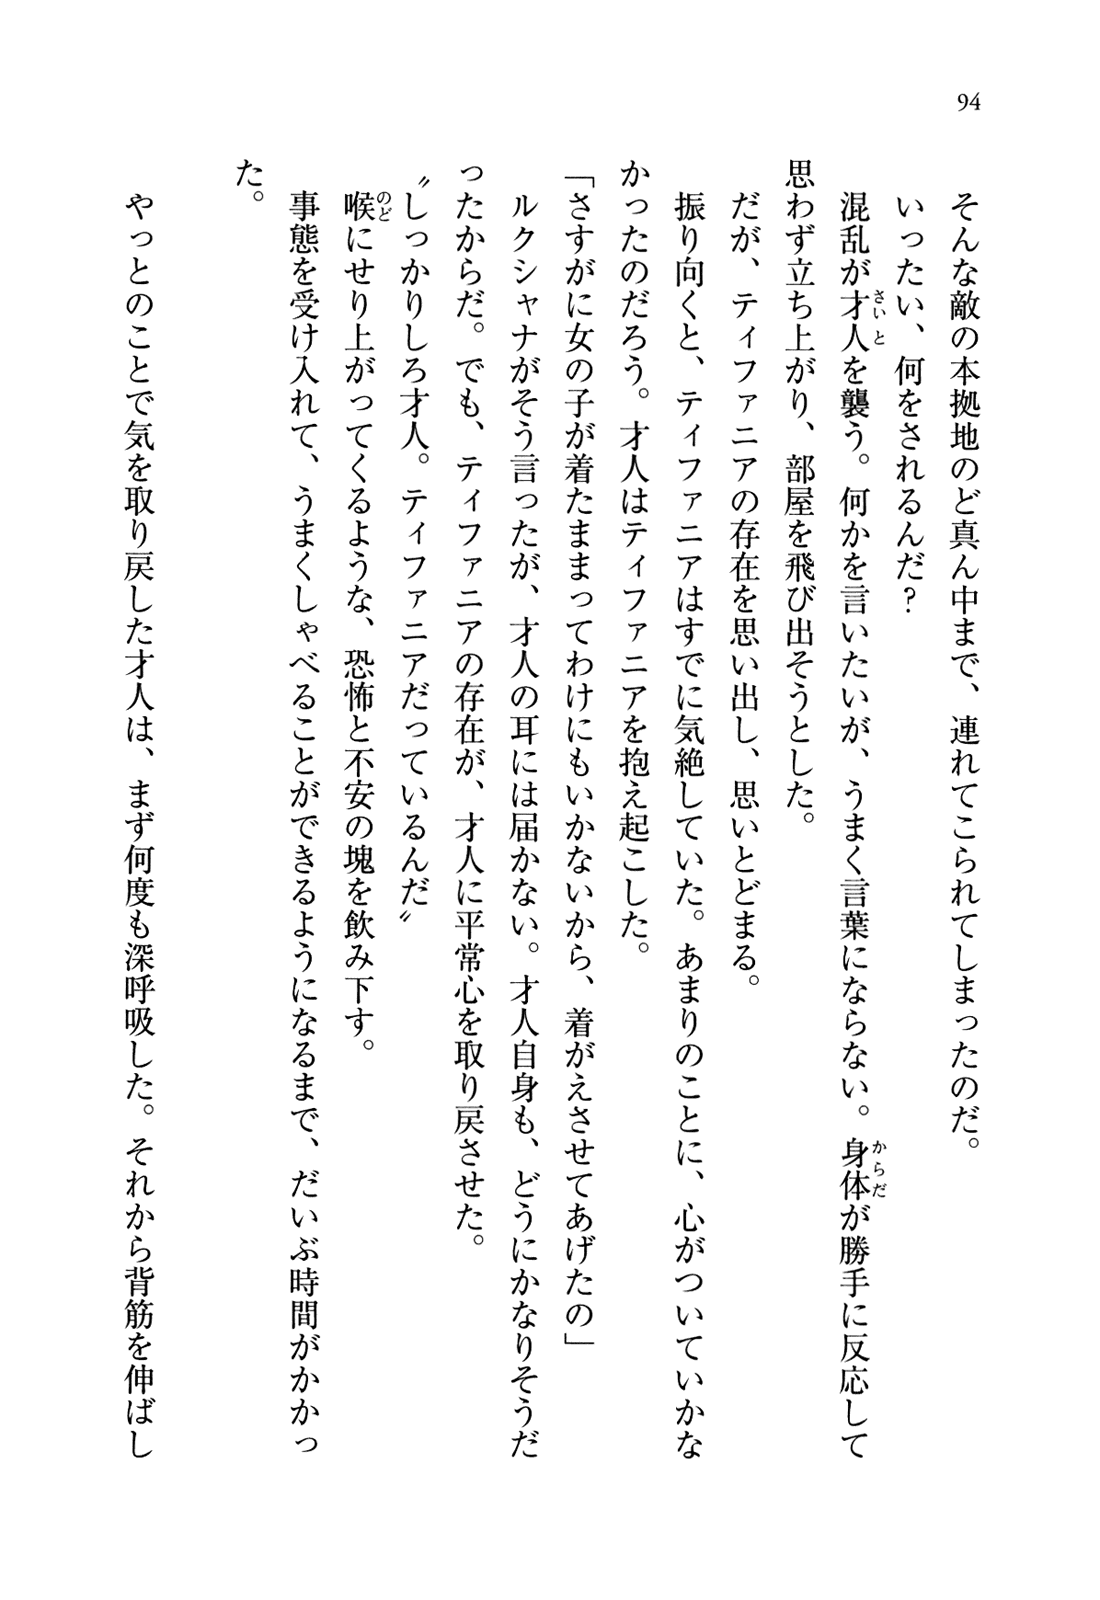 94
そんな敵の本拠地のど真ん中まで、連れてこられてしまったのだ。
いったい、何をされるんだ？
混乱が才人を襲う。何かを言いたいが、うまく言葉にならない。身体が勝手に反応して
さいと
からだ
思わず立ち上がり、部屋を飛び出そうとした。
だが、ティファニアの存在を思い出し、思いとどまる。
振り向くと、ティファニアはすでに気絶していた。あまりのことに、心がついていかな
かったのだろう。才人はティファニアを抱え起こした。
「さすがに女の子が着たままってわけにもいかないから、着がえさせてあげたの」
ルクシャナがそう言ったが、才人の耳には届かない。才人自身も、どうにかなりそうだ
ったからだ。でも、ティファニアの存在が、才人に平常心を取り戻させた。
〝しっかりしろ才人。ティファニアだっているんだ〟
喉にせり上がってくるような、恐怖と不安の塊を飲み下す。
のど
事態を受け入れて、うまくしゃべることができるようになるまで、だいぶ時間がかかっ
た。
やっとのことで気を取り戻した才人は、まず何度も深呼吸した。それから背筋を伸ばし